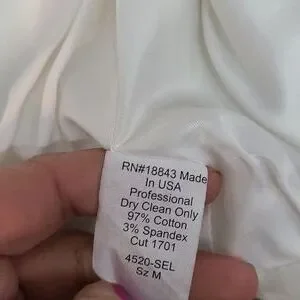 RN#18843 Made
In USA
Professional
Dry Clean Only
97% Cotton
3% Spandex
Cut 1701
4520-SEL
Sz M